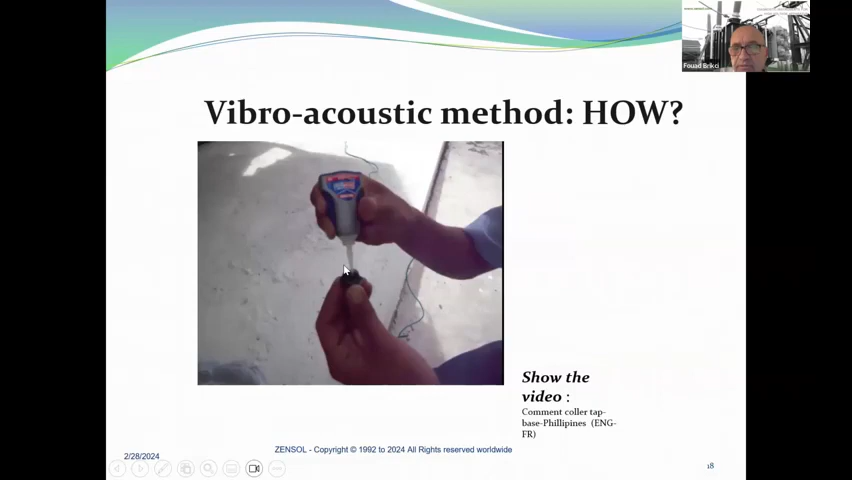 Fouad Brikci
Vibro-acoustic method: HOW?
Show the
video :
Comment coller tap-
base-Phillipines (ENG-
FR)
2/28/2024
ZENSOL - Copyright © 1992 to 2024 All Rights reserved worldwide
18